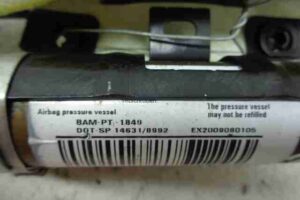 Airbag pressure vessel
The pressure vessel
may not be refilled
BAM-PT-1849
DOT-SP 14631/8992
EX2009080105